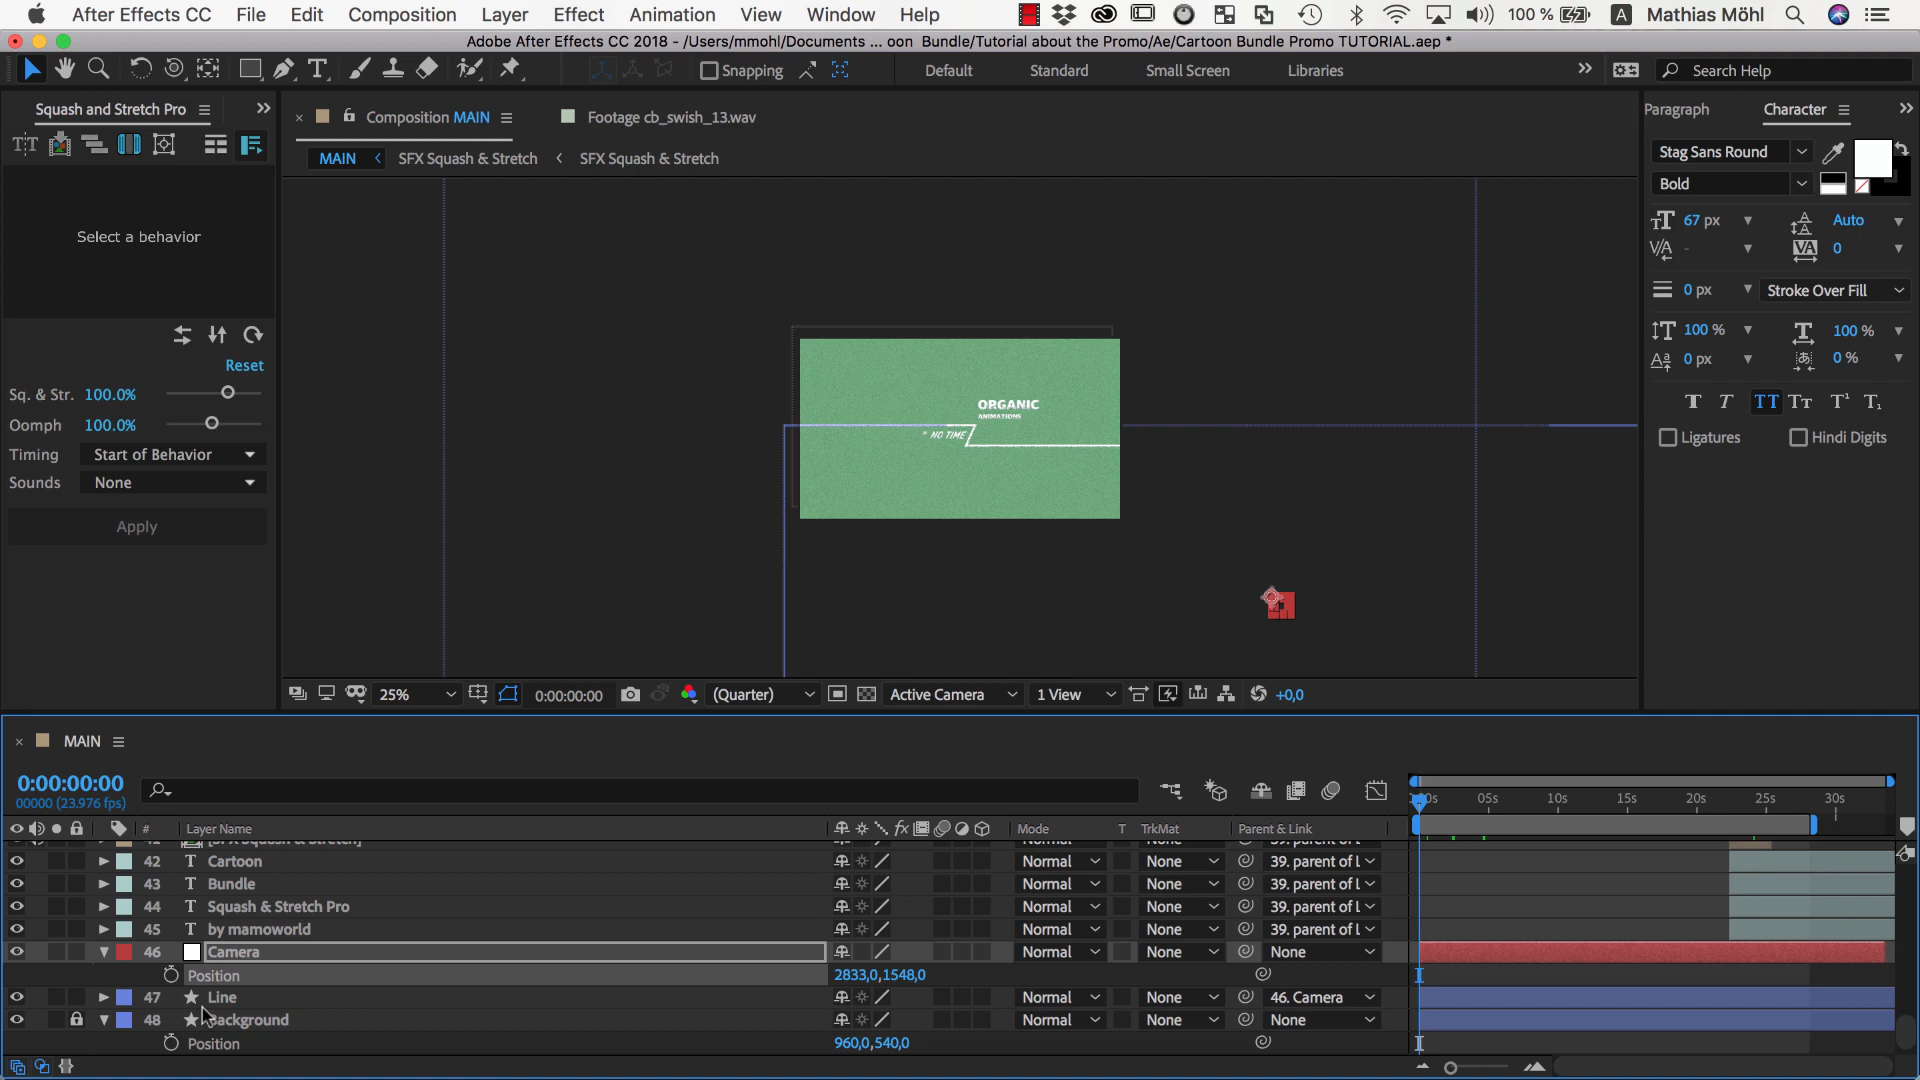 After Effects CC File Edit Composition Layer Effect Animation View Window Help 100 % A Mathias Möhl
Adobe After Effects CC 2018 - /Users/mmohl/Documents ... oon Bundle/Tutorial about the Promo/Ae/Cartoon Bundle Promo TUTORIAL.aep *
Snapping Default Standard Small Screen Libraries Search Help
Squash and Stretch Pro
Composition MAIN Footage cb_swish_13.wav
Paragraph Character
MAIN SFX Squash & Stretch SFX Squash & Stretch
Stag Sans Round
Bold
Select a behavior
67 px Auto
- 0
0 px Stroke Over Fill
100 % 100 %
0 px 0 %
Reset
Sq. & Str. 100.0%
Oomph 100.0%
Timing Start of Behavior
Sounds None
Apply
Ligatures Hindi Digits
ORGANIC
ANIMATIONS
* NO TIME
25% 0:00:00:00 (Quarter) Active Camera 1 View +0,0
MAIN
0:00:00:00
00000 (23.976 fps)
05s 10s 15s 20s 25s 30s
# Layer Name Mode T TrkMat Parent & Link
42 T Cartoon Normal None 39. parent of l
43 T Bundle Normal None 39. parent of l
44 T Squash & Stretch Pro Normal None 39. parent of l
45 T by mamoworld Normal None 39. parent of l
46 Camera Normal None None
Position 2833,0,1548,0
47 Line Normal None 46. Camera
48 Background Normal None None
Position 960,0,540,0